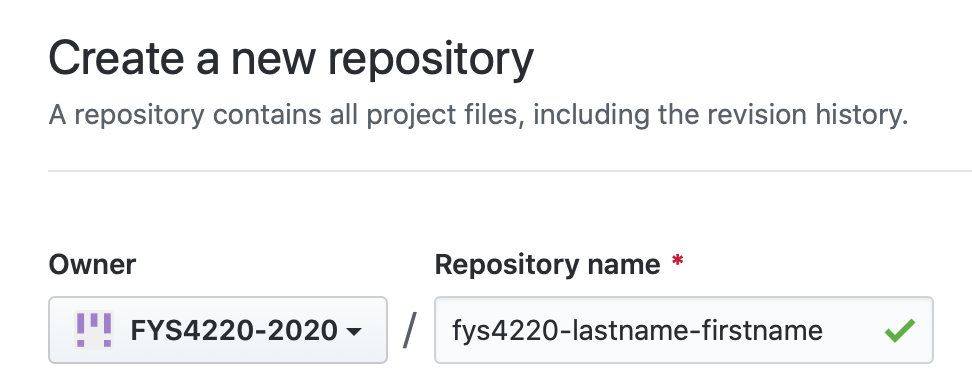 Create a new repository
A repository contains all project files, including the revision history.
Owner
Repository name *
FYS4220-2020 / fys4220-lastname-firstname